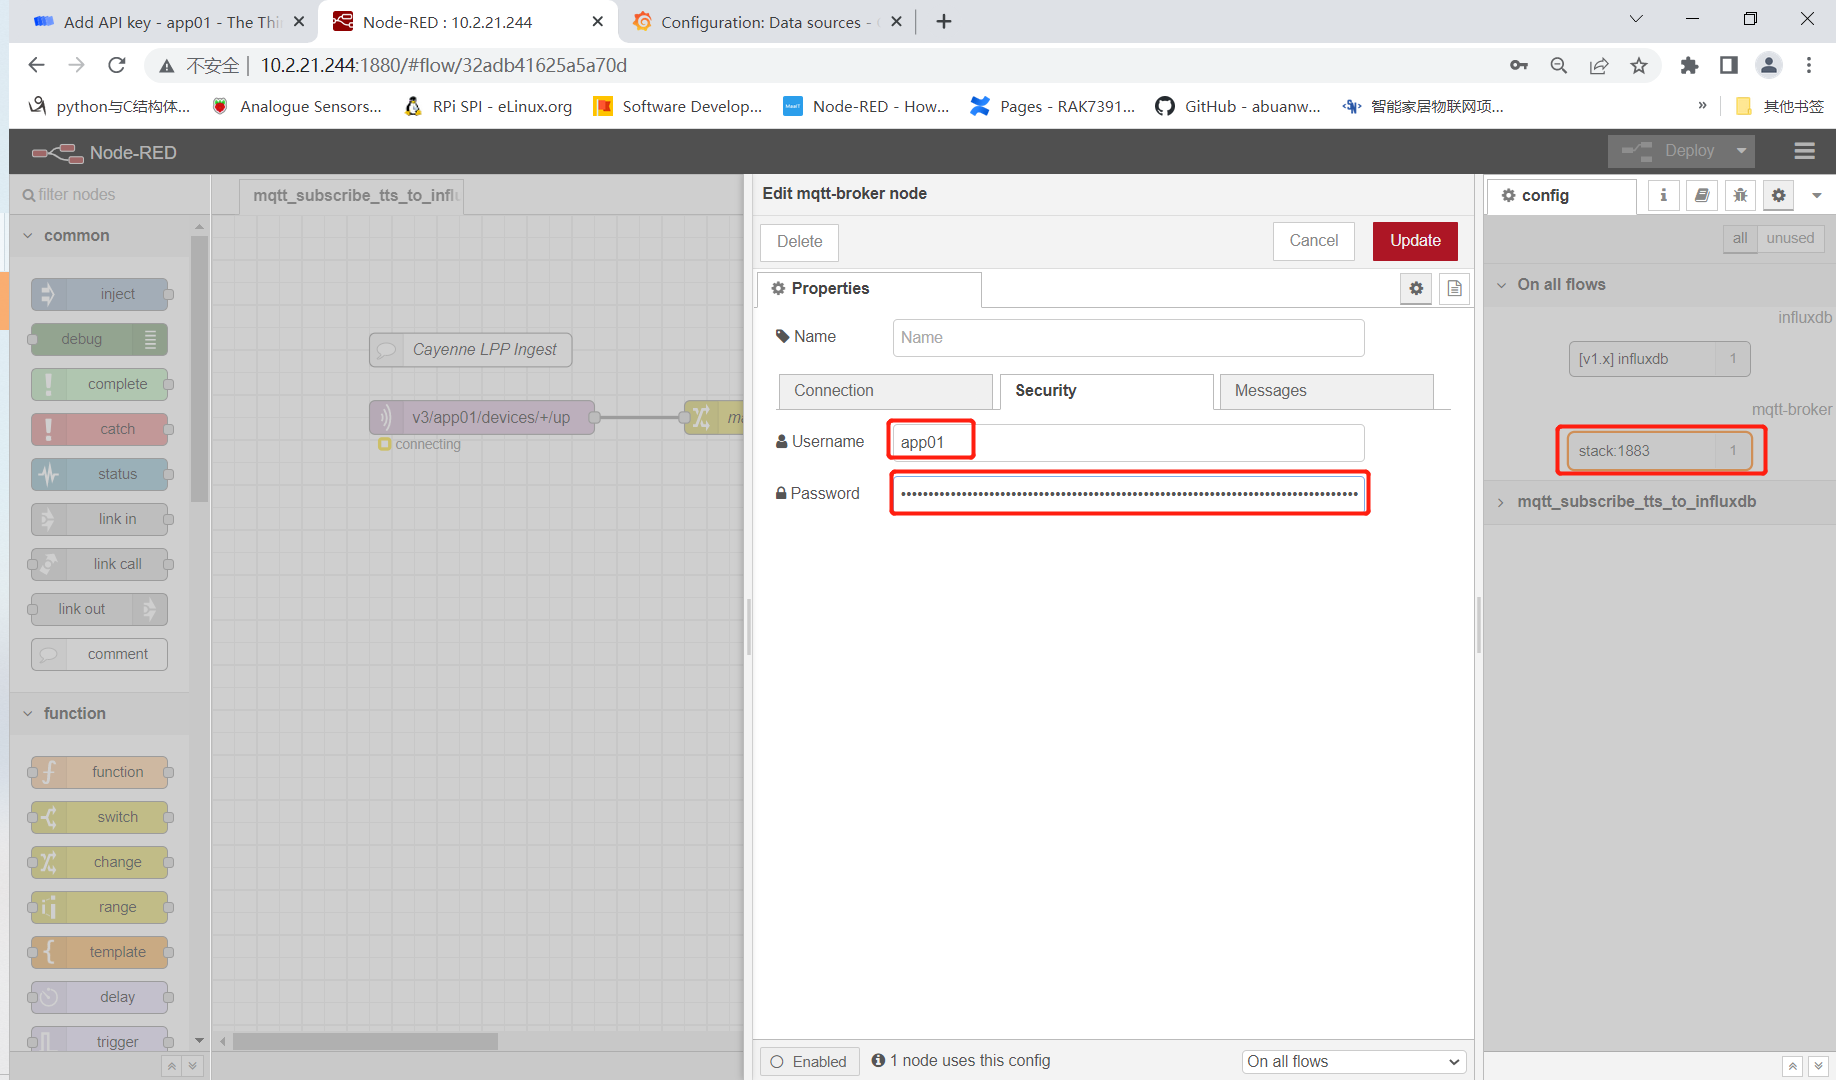 Add API key - app01 - The Thi
Node-RED : 10.2.21.244
Configuration: Data sources -
不安全
10.2.21.244:1880/#flow/32adb41625a5a70d
python与C结构体...
Analogue Sensors...
RPi SPI - eLinux.org
Software Develop...
Node-RED - How...
Pages - RAK7391...
GitHub - abuanw...
智能家居物联网项...
»
其他书签
Node-RED
Deploy
filter nodes
common
inject
debug
complete
catch
status
link in
link call
link out
comment
function
function
switch
change
range
template
delay
trigger
mqtt_subscribe_tts_to_influ
Cayenne LPP Ingest
v3/app01/devices/+/up
connecting
ma
Edit mqtt-broker node
Delete
Cancel
Update
Properties
Name
Name
Connection
Security
Messages
Username
app01
Password
••••••••••••••••••••••••••••••••••••••••••••••••••••••••••••••••••••••••••••••••
Enabled
1 node uses this config
On all flows
config
all
unused
On all flows
influxdb
[v1.x] influxdb
1
mqtt-broker
stack:1883
1
mqtt_subscribe_tts_to_influxdb